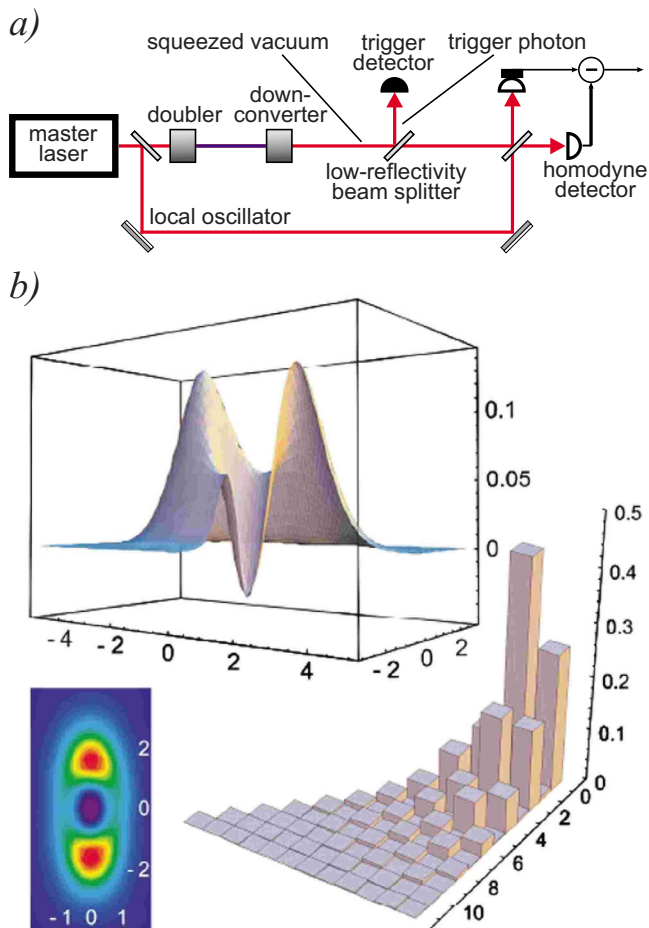 a)
squeezed vacuum
trigger
detector
trigger photon
master
laser
doubler
down-
converter
low-reflectivity
beam splitter
homodyne
detector
local oscillator
−
b)
0.1
0.05
0
-4
-2
0
2
4
-2
0
2
0.5
0.4
0.3
0.2
0.1
0
0
2
4
6
8
10
2
0
-2
-1 0 1